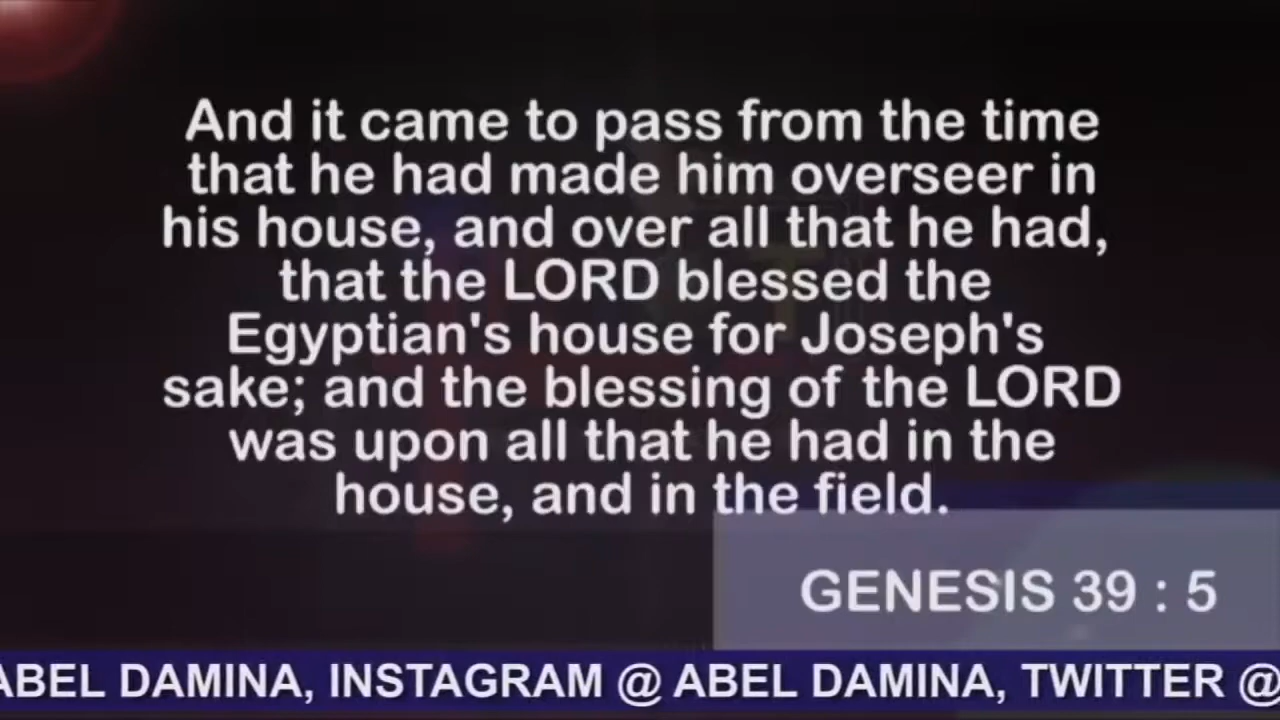 And it came to pass from the time
that he had made him overseer in
his house, and over all that he had,
that the LORD blessed the
Egyptian's house for Joseph's
sake; and the blessing of the LORD
was upon all that he had in the
house, and in the field.
GENESIS 39 : 5
ABEL DAMINA, INSTAGRAM @ ABEL DAMINA, TWITTER @